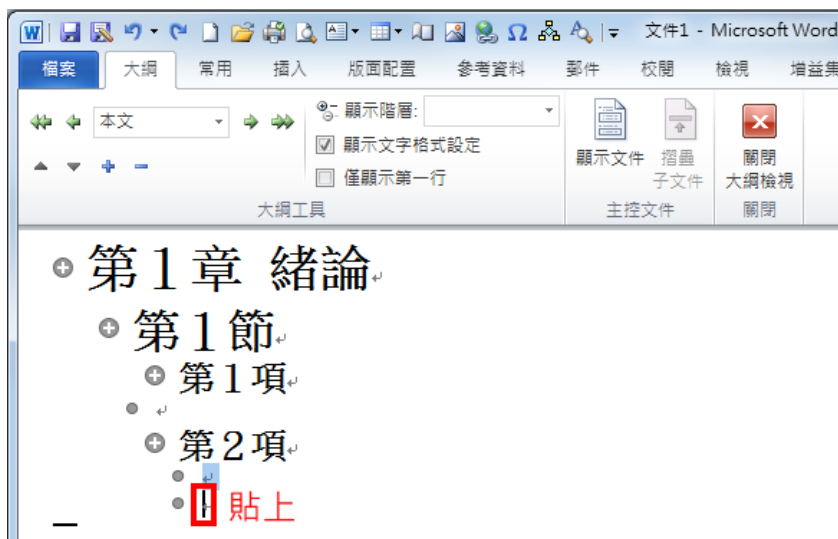 文件1 - Microsoft Word
檔案 大綱 常用 插入 版面配置 參考資料 郵件 校閱 檢視 增益集
本文
顯示階層:
顯示文字格式設定
僅顯示第一行
大綱工具
顯示文件
摺疊
子文件
主控文件
關閉
大綱檢視
關閉
第1章 緒論
第1節
第1項
第2項
貼上